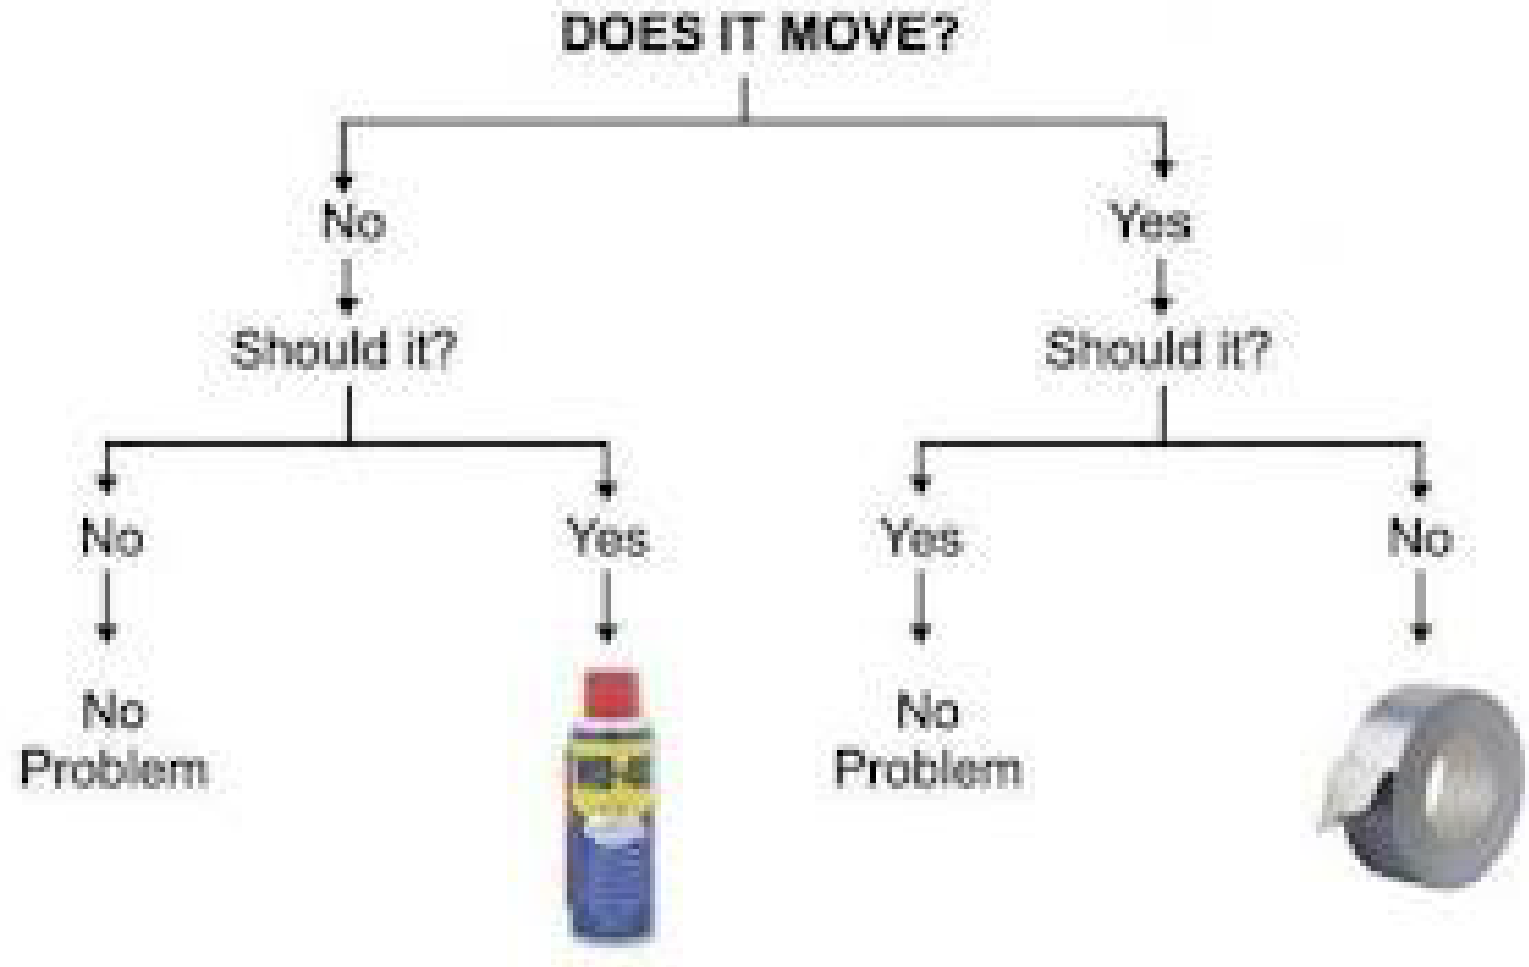 DOES IT MOVE?
No
Yes
Should it?
Should it?
No
Yes
Yes
No
No
Problem
No
Problem